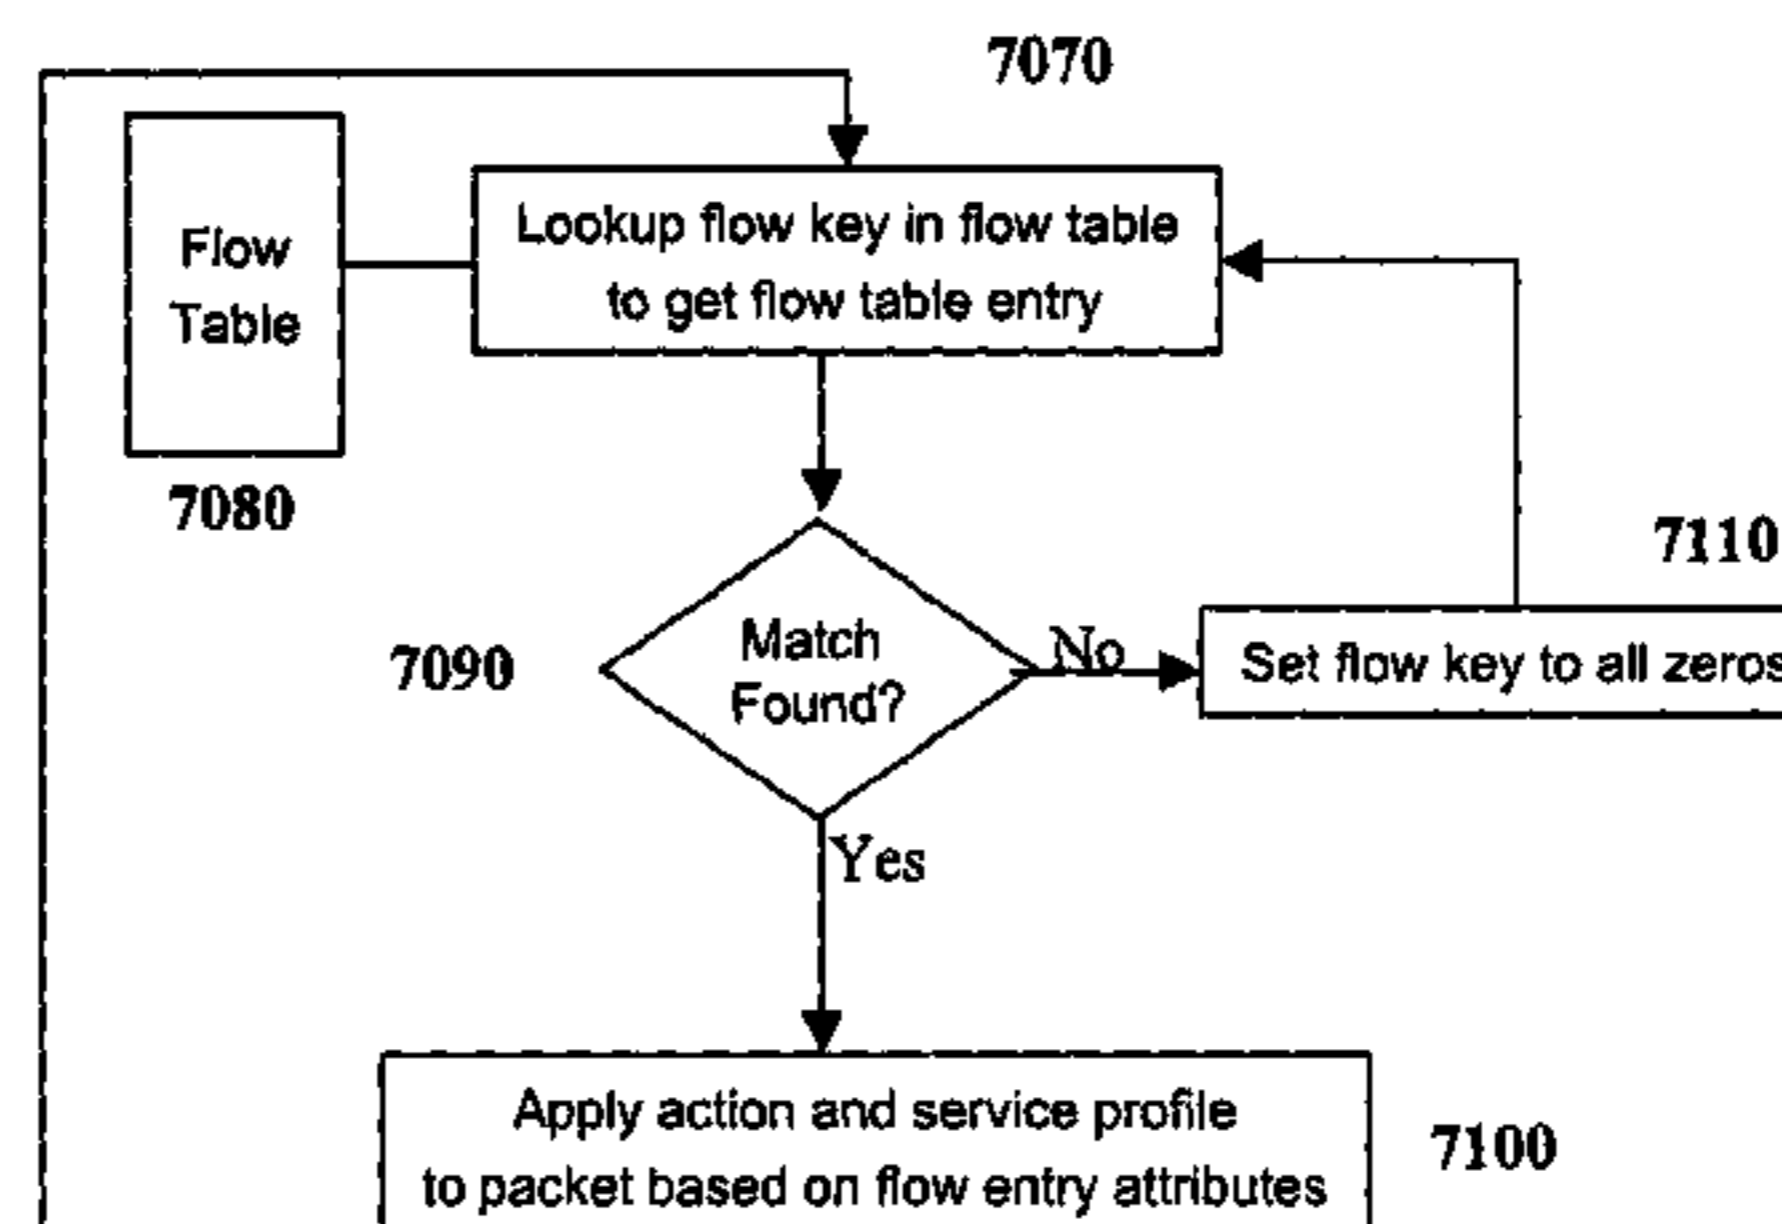 7070
Lookup flow key in flow table
to get flow table entry
Flow
Table
7080
7110
7090
Match
Found?
No
Set flow key to all zeros
Yes
Apply action and service profile
to packet based on flow entry attributes
7100